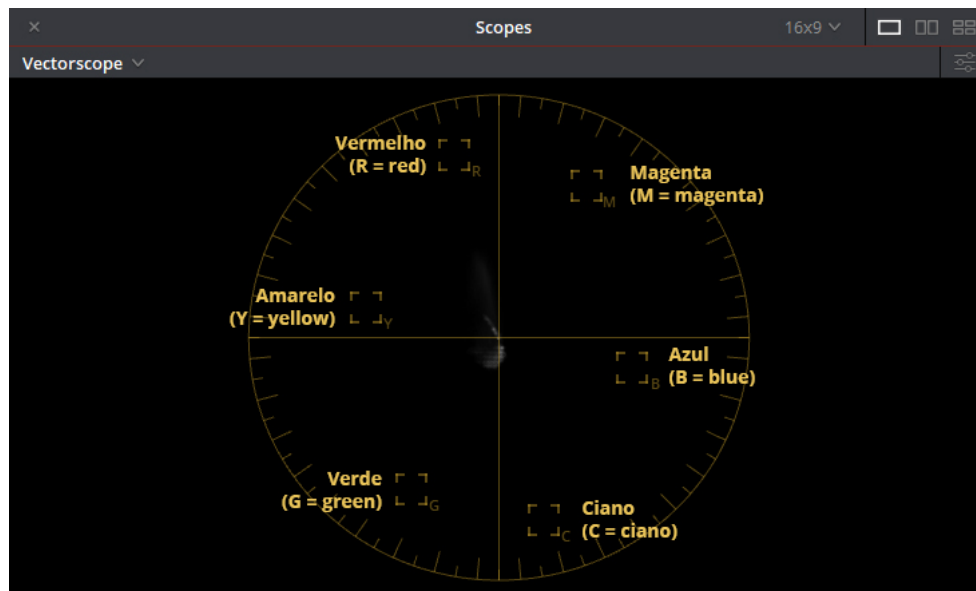 Scopes
16x9
Vectorscope
Vermelho
(R = red)
R
Magenta
(M = magenta)
M
Amarelo
(Y = yellow)
Y
Azul
(B = blue)
B
Verde
(G = green)
G
Ciano
(C = ciano)
C